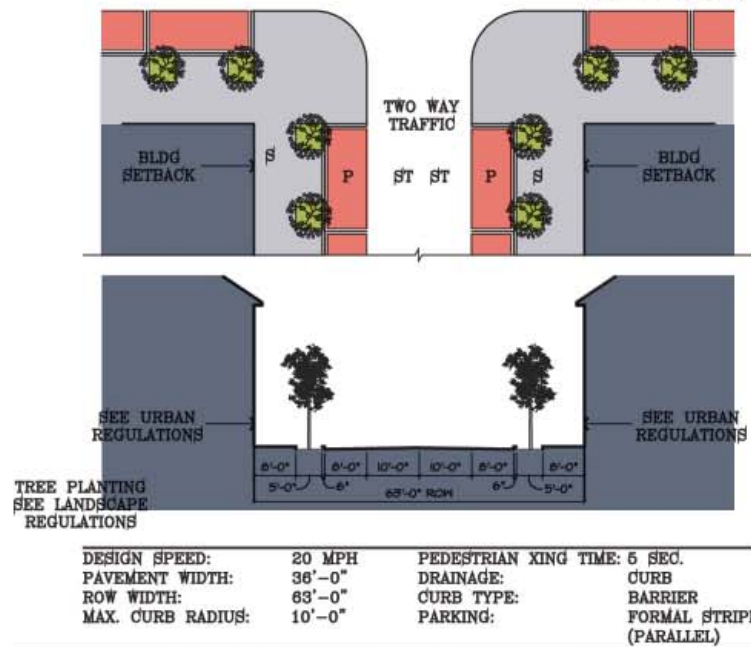 TWO WAY
TRAFFIC
BLDG
SETBACK
S
P
ST ST
P
S
BLDG
SETBACK
SEE URBAN
REGULATIONS
SEE URBAN
REGULATIONS
8'-0" 8'-0" 10'-0" 10'-0" 8'-0" 8'-0"
5'-0" 6" 6" 5'-0"
63'-0" ROW
TREE PLANTING
SEE LANDSCAPE
REGULATIONS
DESIGN SPEED: 20 MPH PEDESTRIAN XING TIME: 5 SEC.
PAVEMENT WIDTH: 36'-0" DRAINAGE: CURB
ROW WIDTH: 63'-0" CURB TYPE: BARRIER
MAX. CURB RADIUS: 10'-0" PARKING: FORMAL STRIPE
(PARALLEL)